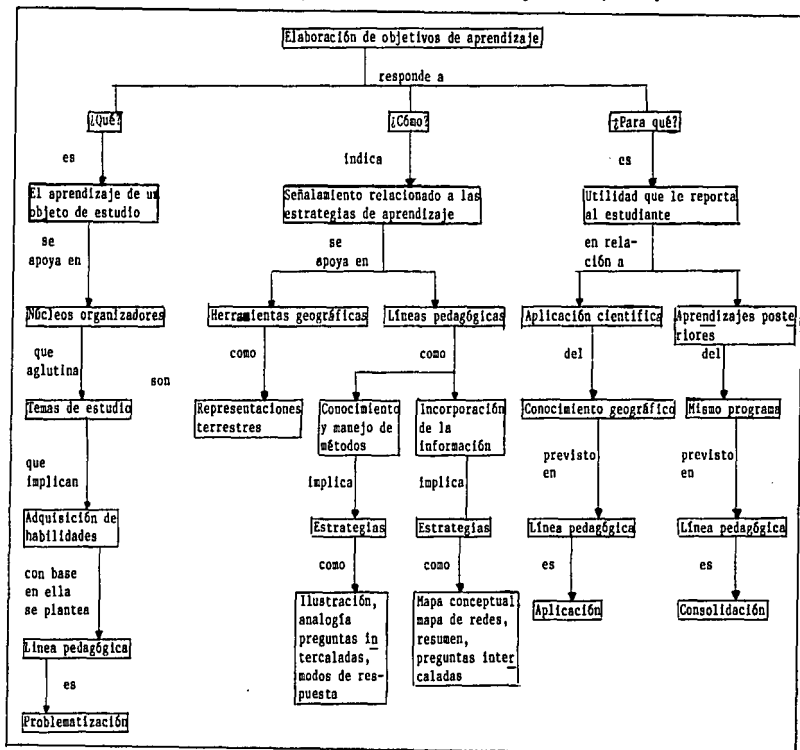 Elaboración de objetivos de aprendizaje
responde a
¿Qué?
¿Cómo?
¿Para qué?
es
indica
es
El aprendizaje de un
objeto de estudio
Señalamiento relacionado a las
estrategias de aprendizaje
Utilidad que le reporta
al estudiante
se
apoya en
se
apoya en
en rela-
ción a
Núcleos organizadores
Herramientas geográficas
Líneas pedagógicas
Aplicación científica
Aprendizajes poste
riores
que
aglutina
son
como
como
del
del
Temas de estudio
Representaciones
terrestres
Conocimiento
y manejo de
métodos
Incorporación
de la
información
Conocimiento geográfico
Mismo programa
que
implican
implica
implica
previsto
en
previsto
en
Adquisición de
habilidades
Estrategias
Estrategias
Línea pedagógica
Línea pedagógica
con base
en ella
se plantea
como
como
es
es
Ilustración,
analogía
preguntas in
tercaladas,
modos de res-
puesta
Mapa conceptual
mapa de redes,
resumen,
preguntas inter
caladas
Aplicación
Consolidación
Línea pedagógica
es
Problematización